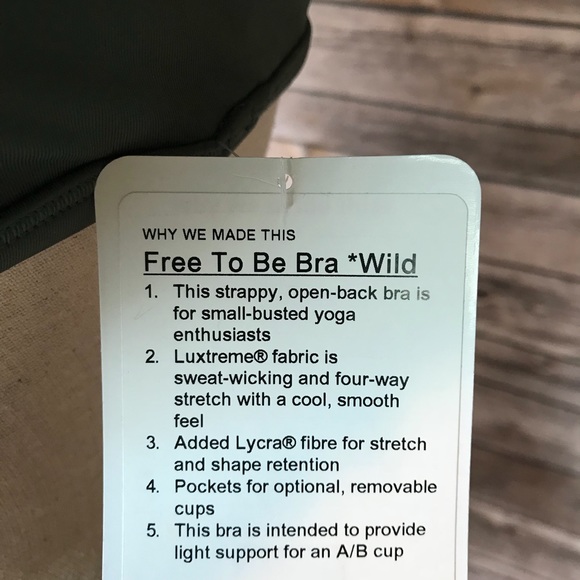 WHY WE MADE THIS
Free To Be Bra *Wild
1. This strappy, open-back bra is
for small-busted yoga
enthusiasts
2. Luxtreme® fabric is
sweat-wicking and four-way
stretch with a cool, smooth
feel
3. Added Lycra® fibre for stretch
and shape retention
4. Pockets for optional, removable
cups
5. This bra is intended to provide
light support for an A/B cup